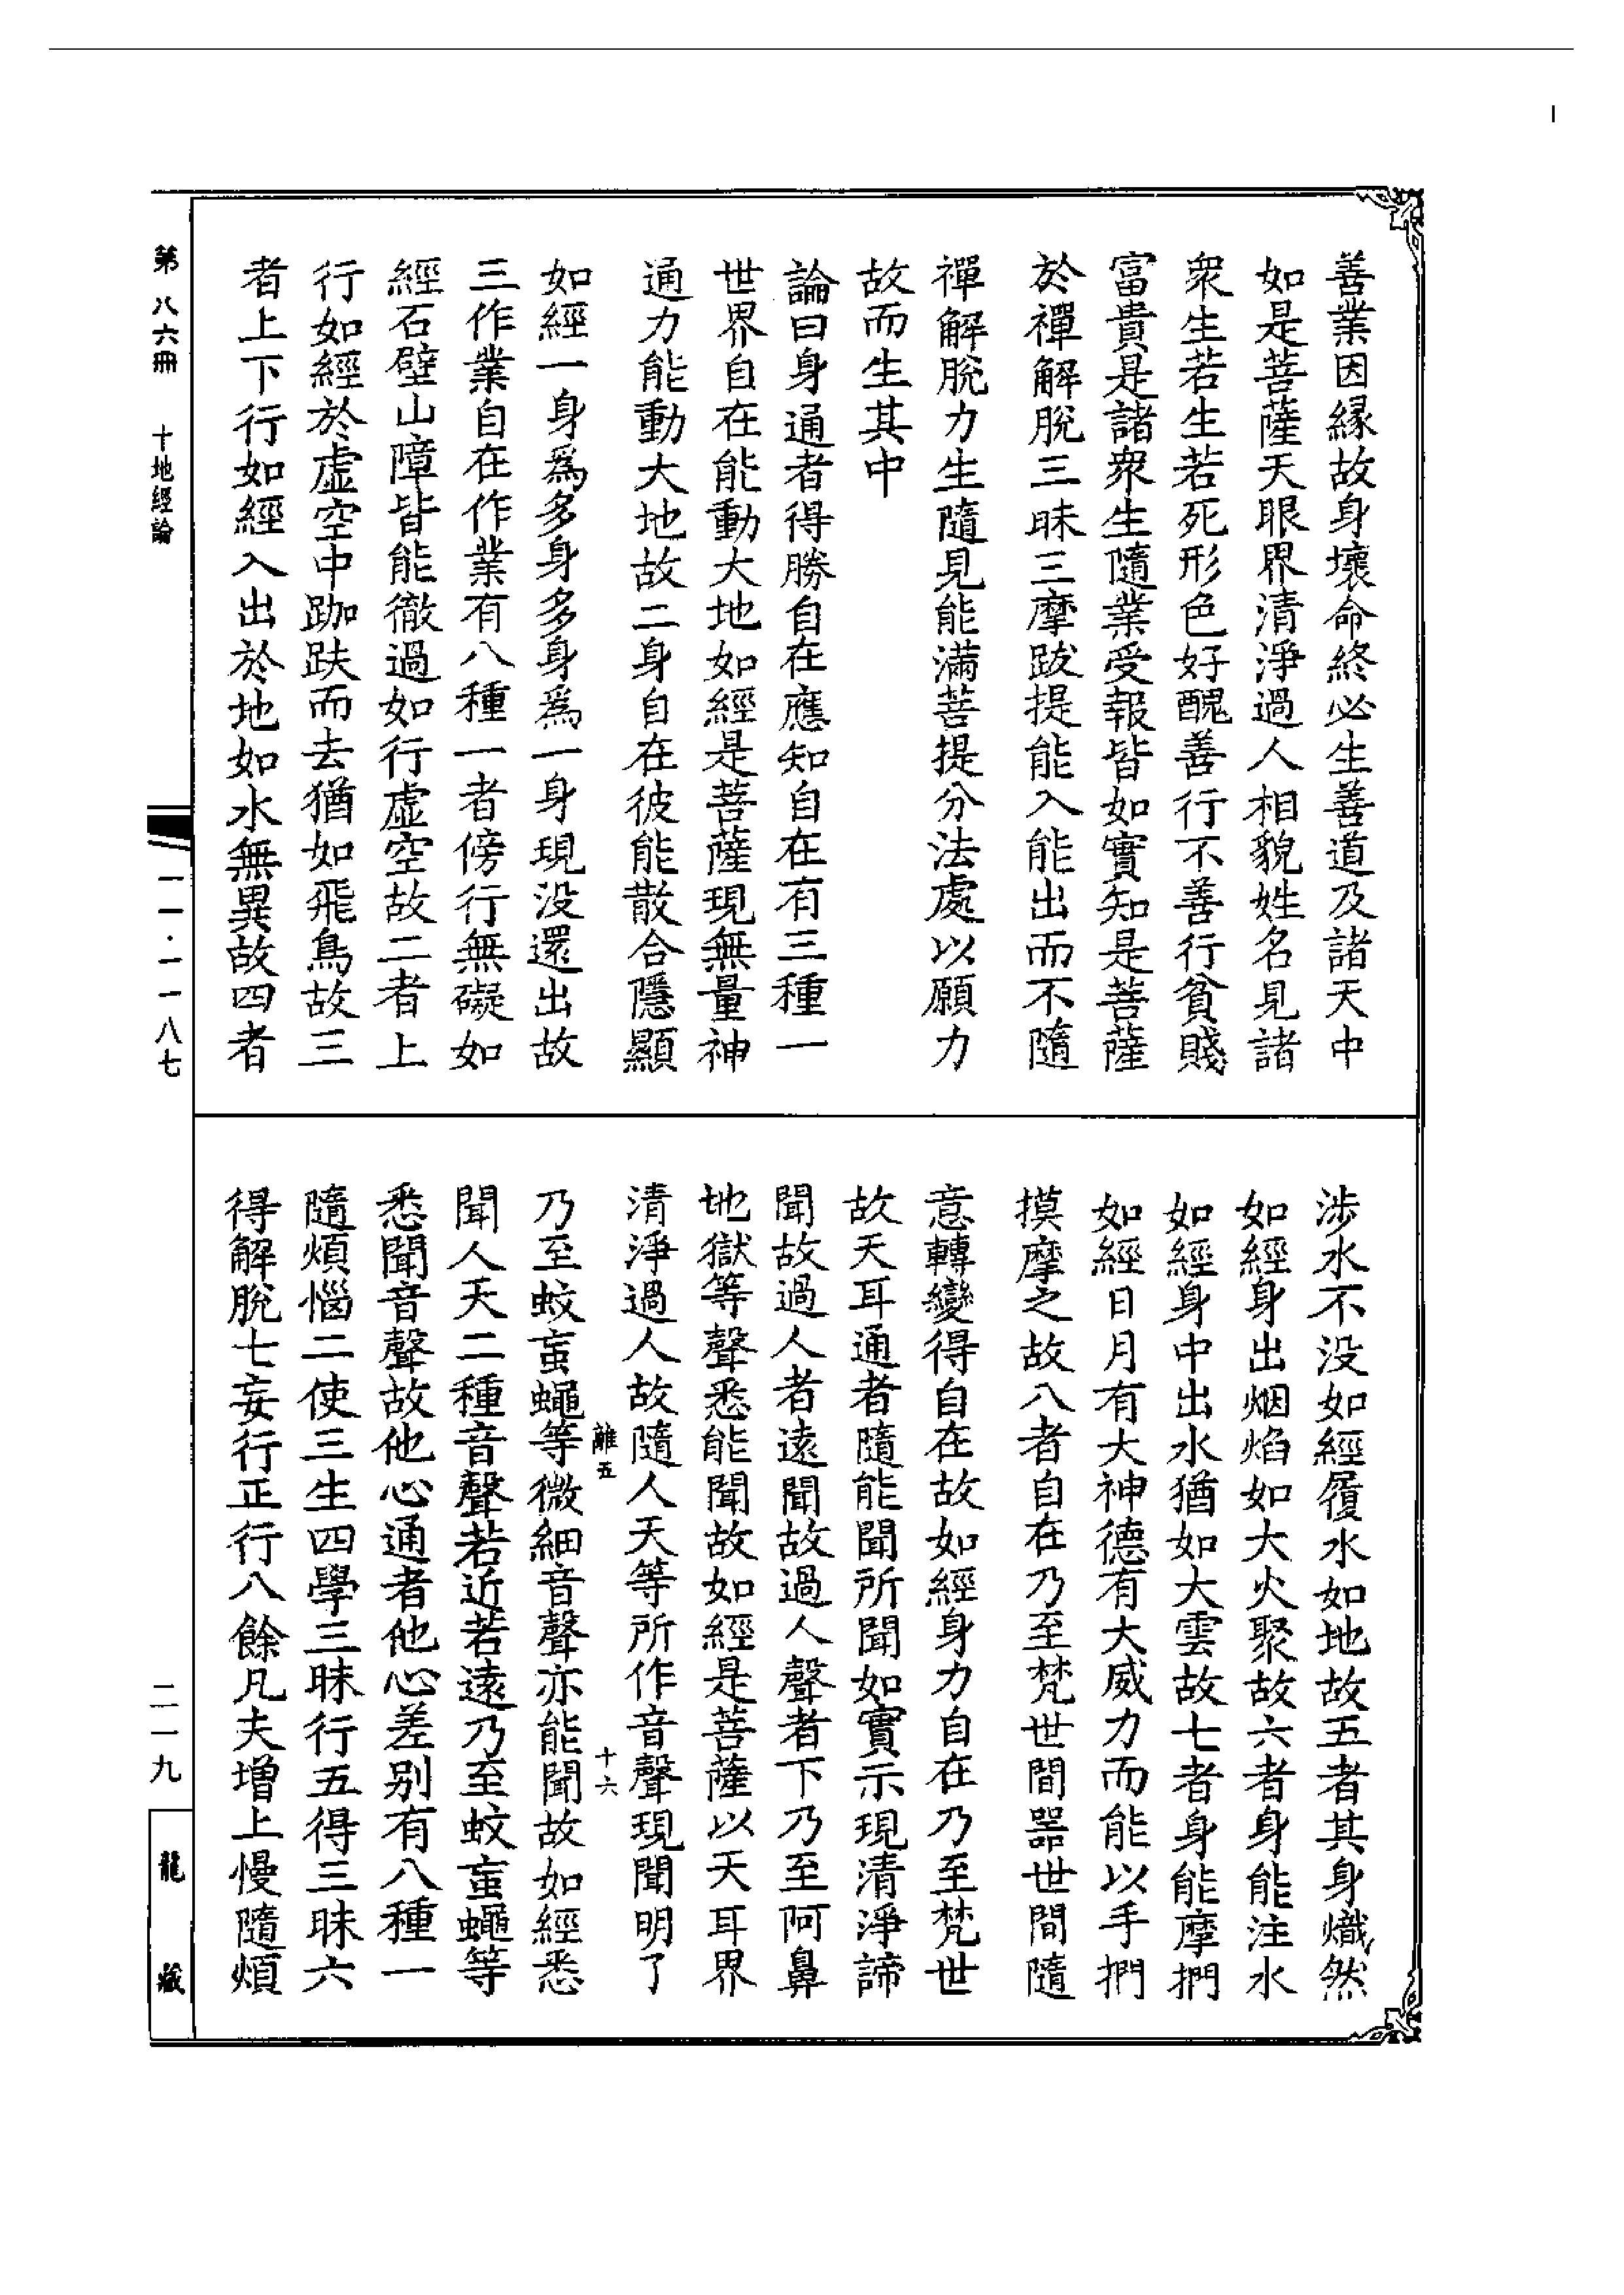 善業因緣故身壞命終必生善道及諸天中
如是菩薩天眼界清淨過人相貌姓名見諸
衆生若生若死形色好醜善行不善行貧賤
富貴是諸衆生隨業受報皆如實知是菩薩
於禪解脫三昧三摩跋提能入能出而不隨
禪解脫力生隨見能滿菩提分法處以願力
故而生其中
論曰身通者得勝自在應知自在有三種一
世界自在能動大地如經是菩薩現無量神
通力能動大地故二身自在彼能散合隱顯
如經一身爲多身多身爲一身現没還出故
三作業自在作業有八種一者傍行無礙如
經石壁山障皆能徹過如行虛空故二者上
行如經於虛空中跏趺而去猶如飛鳥故三
者上下行如經入出於地如水無異故四者
涉水不没如經履水如地故五者其身熾然
如經身出烟焰如大火聚故六者身能注水
如經身中出水猶如大雲故七者身能摩捫
如經日月有大神德有大威力而能以手捫
摸摩之故八者自在乃至梵世間器世間隨
意轉變得自在故如經身力自在乃至梵世
故天耳通者隨能聞所聞如實示現清淨諦
聞故過人者遠聞故過人聲者下乃至阿鼻
地獄等聲悉能聞故如經是菩薩以天耳界
清淨過人故隨人天等所作音聲現聞明了
離五 十六
乃至蚊䖟蠅等微細音聲亦能聞故如經悉
聞人天二種音聲若近若遠乃至蚊䖟蠅等
悉聞音聲故他心通者他心差别有八種一
隨煩惱二使三生四學三昧行五得三昧六
得解脫七妄行正行八餘凡夫增上慢隨煩
第八六冊 十地經論
一一·一一八七
二一九
龍藏